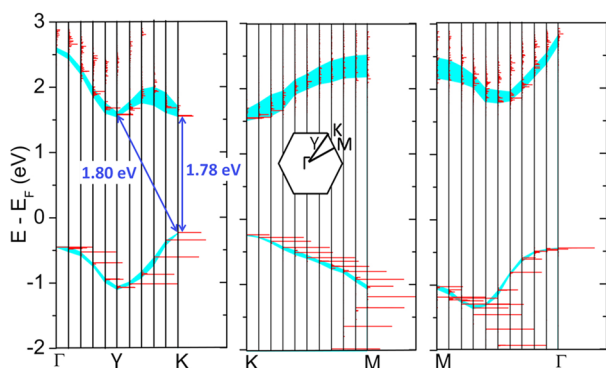 E - E_F (eV)
3
2
1
0
-1
-2
1.80 eV
1.78 eV
K
Y
M
Γ
Γ Y K
K M
M Γ